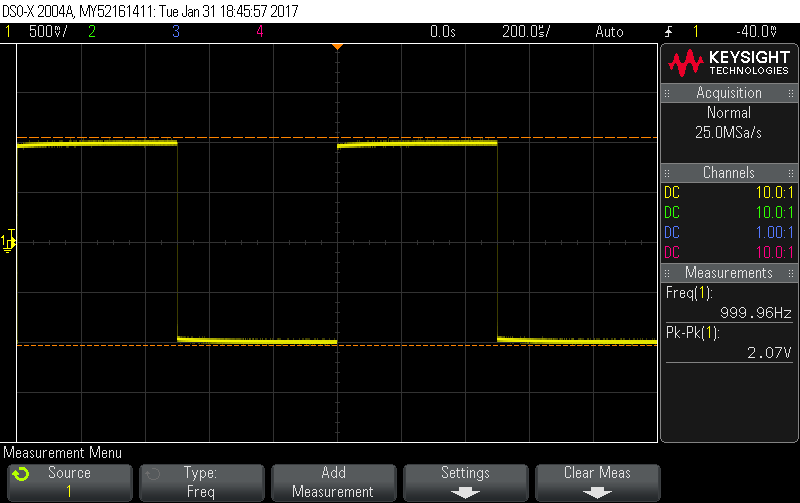 DSO-X 2004A, MY52161411: Tue Jan 31 18:45:57 2017
1 500mV/ 2 3 4 0.0s 200.0us/ Auto 1 -40.0mV
KEYSIGHT
TECHNOLOGIES
Acquisition
Normal
25.0MSa/s
Channels
DC 10.0:1
DC 10.0:1
DC 1.00:1
DC 10.0:1
Measurements
Freq(1):
999.96Hz
Pk-Pk(1):
2.07V
1
T
Measurement Menu
Source
1
Type:
Freq
Add
Measurement
Settings
Clear Meas